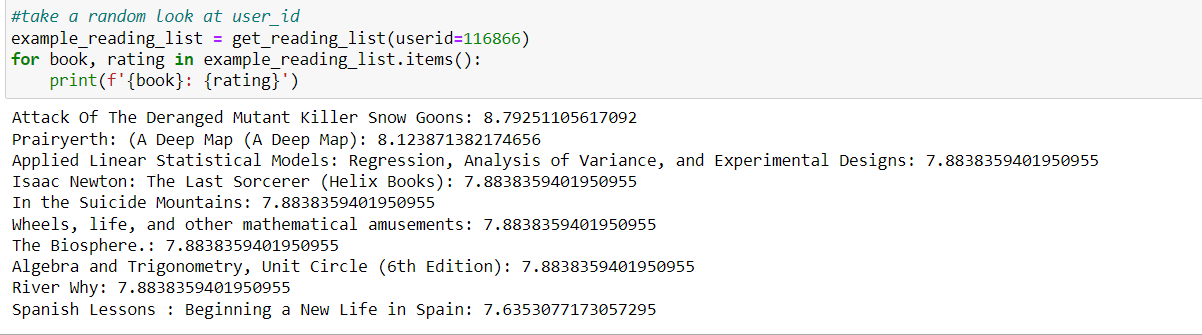 #take a random look at user_id
example_reading_list = get_reading_list(userid=116866)
for book, rating in example_reading_list.items():
    print(f'{book}: {rating}')
Attack Of The Deranged Mutant Killer Snow Goons: 8.79251105617092
Prairyerth: (A Deep Map (A Deep Map): 8.123871382174656
Applied Linear Statistical Models: Regression, Analysis of Variance, and Experimental Designs: 7.8838359401950955
Isaac Newton: The Last Sorcerer (Helix Books): 7.8838359401950955
In the Suicide Mountains: 7.8838359401950955
Wheels, life, and other mathematical amusements: 7.8838359401950955
The Biosphere.: 7.8838359401950955
Algebra and Trigonometry, Unit Circle (6th Edition): 7.8838359401950955
River Why: 7.8838359401950955
Spanish Lessons : Beginning a New Life in Spain: 7.6353077173057295